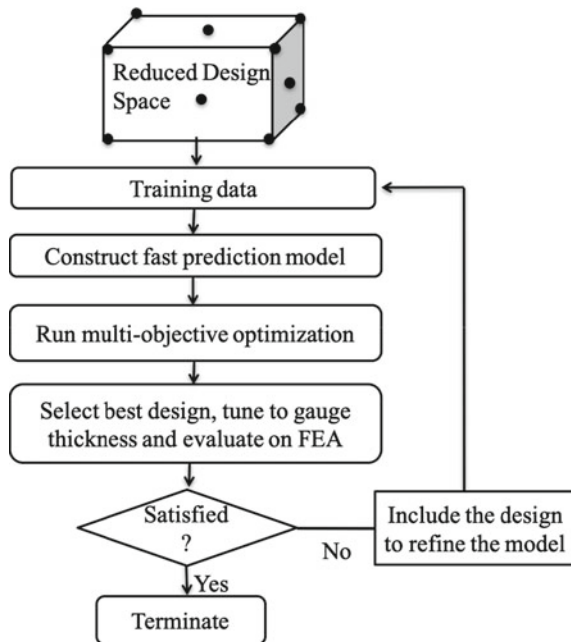 Reduced Design
Space
Training data
Construct fast prediction model
Run multi-objective optimization
Select best design, tune to gauge
thickness and evaluate on FEA
Satisfied
?
No
Include the design
to refine the model
Yes
Terminate